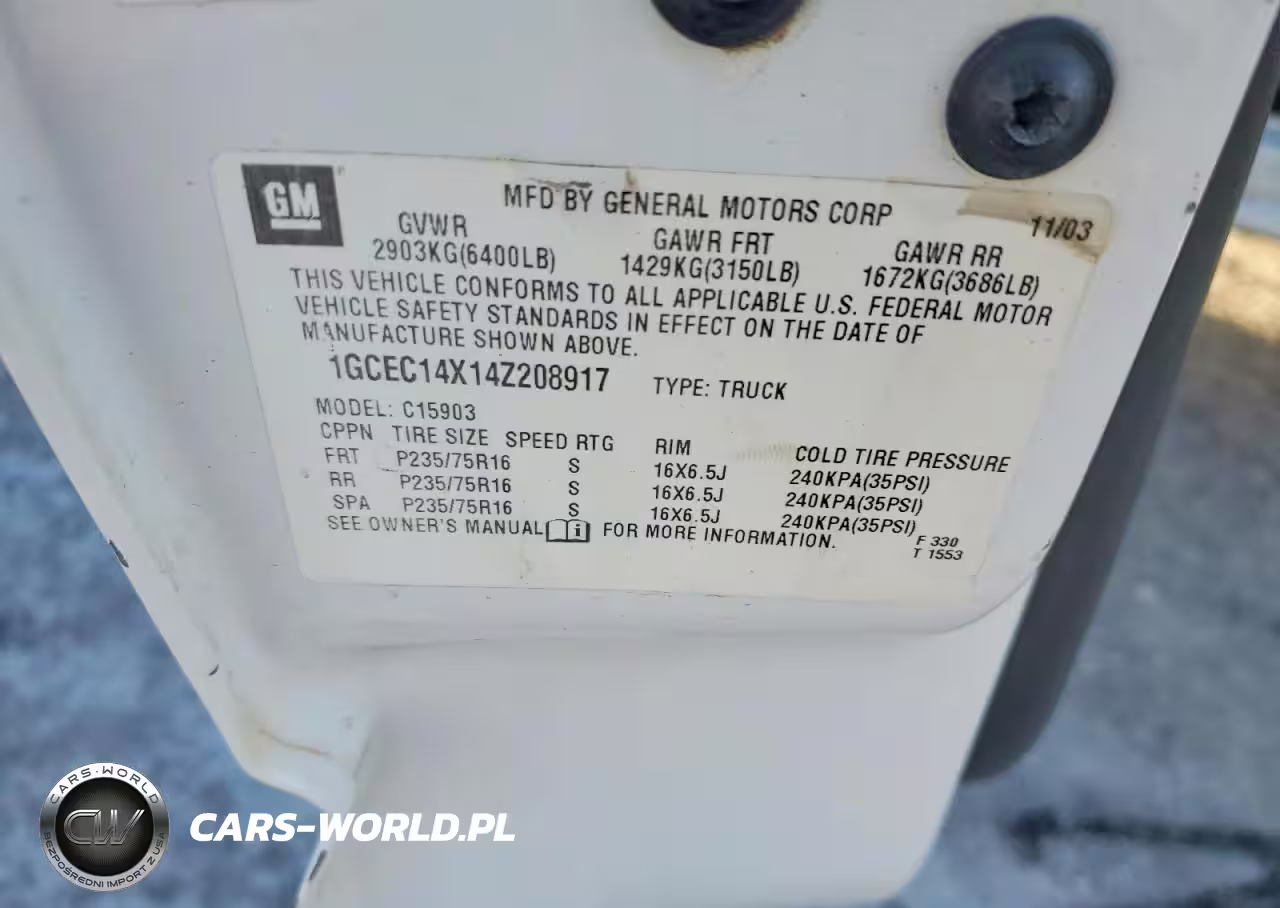 GM
MFD BY GENERAL MOTORS CORP
11/03
GVWR GAWR FRT GAWR RR
2903KG(6400LB) 1429KG(3150LB) 1672KG(3686LB)
THIS VEHICLE CONFORMS TO ALL APPLICABLE U.S. FEDERAL MOTOR
VEHICLE SAFETY STANDARDS IN EFFECT ON THE DATE OF
MANUFACTURE SHOWN ABOVE.
1GCEC14X14Z208917 TYPE: TRUCK
MODEL: C15903
CPPN TIRE SIZE SPEED RTG RIM COLD TIRE PRESSURE
FRT P235/75R16 S 16X6.5J 240KPA(35PSI)
RR P235/75R16 S 16X6.5J 240KPA(35PSI)
SPA P235/75R16 S 16X6.5J 240KPA(35PSI)
SEE OWNER'S MANUAL i FOR MORE INFORMATION.
F 330
T 1553
CARS-WORLD
CW
BEZPOŚREDNI IMPORT Z USA
CARS-WORLD.PL